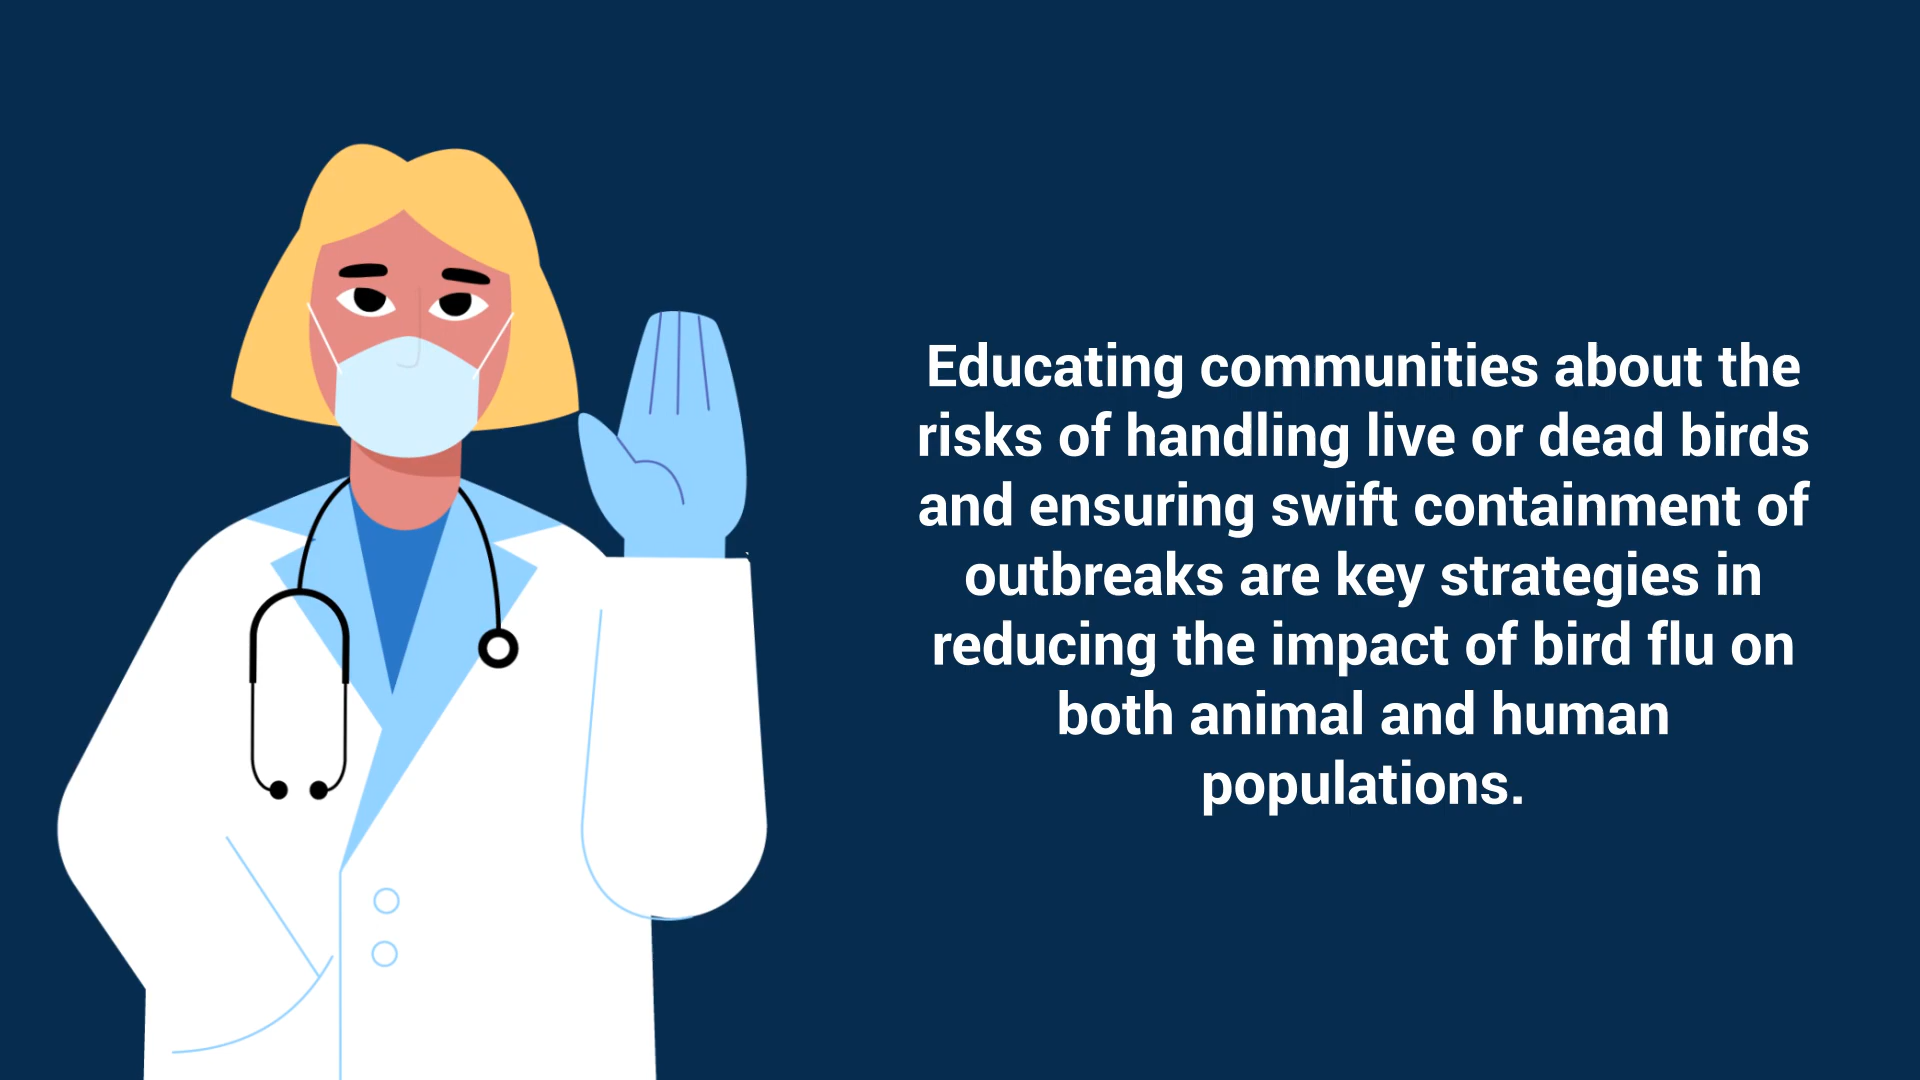 Educating communities about the
risks of handling live or dead birds
and ensuring swift containment of
outbreaks are key strategies in
reducing the impact of bird flu on
both animal and human
populations.